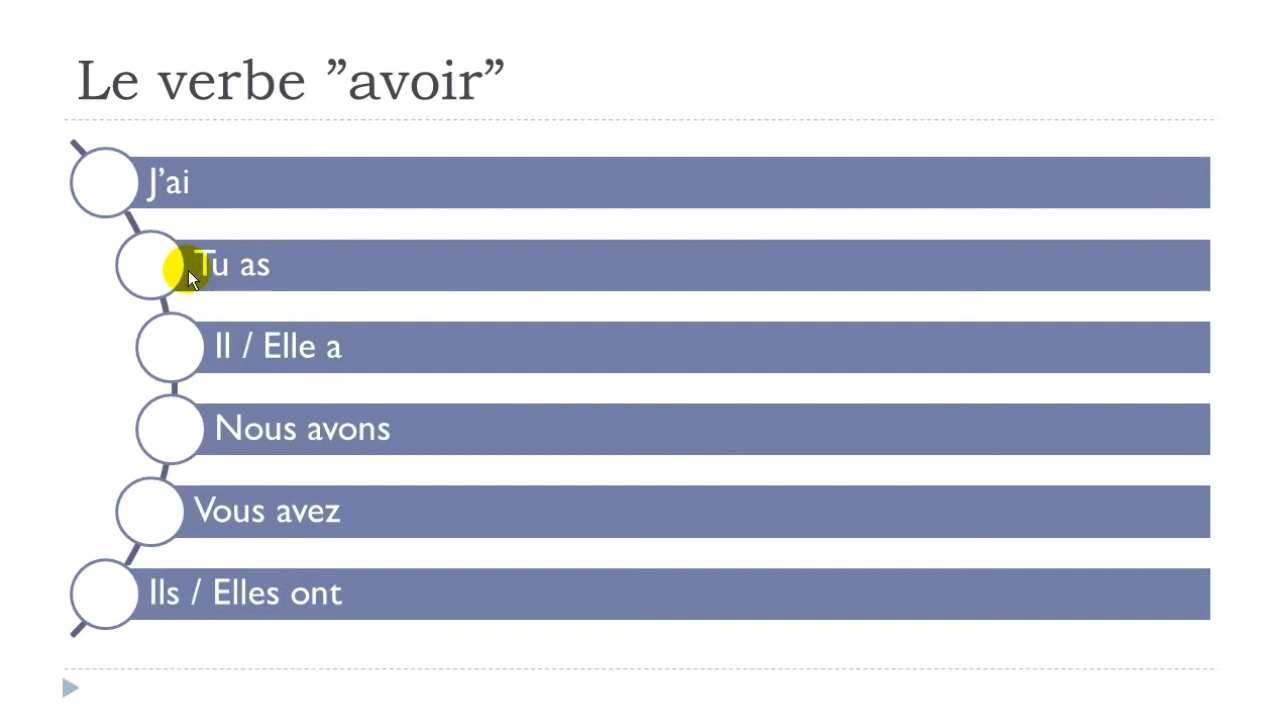 Le verbe ”avoir”
J’ai
Tu as
Il / Elle a
Nous avons
Vous avez
Ils / Elles ont